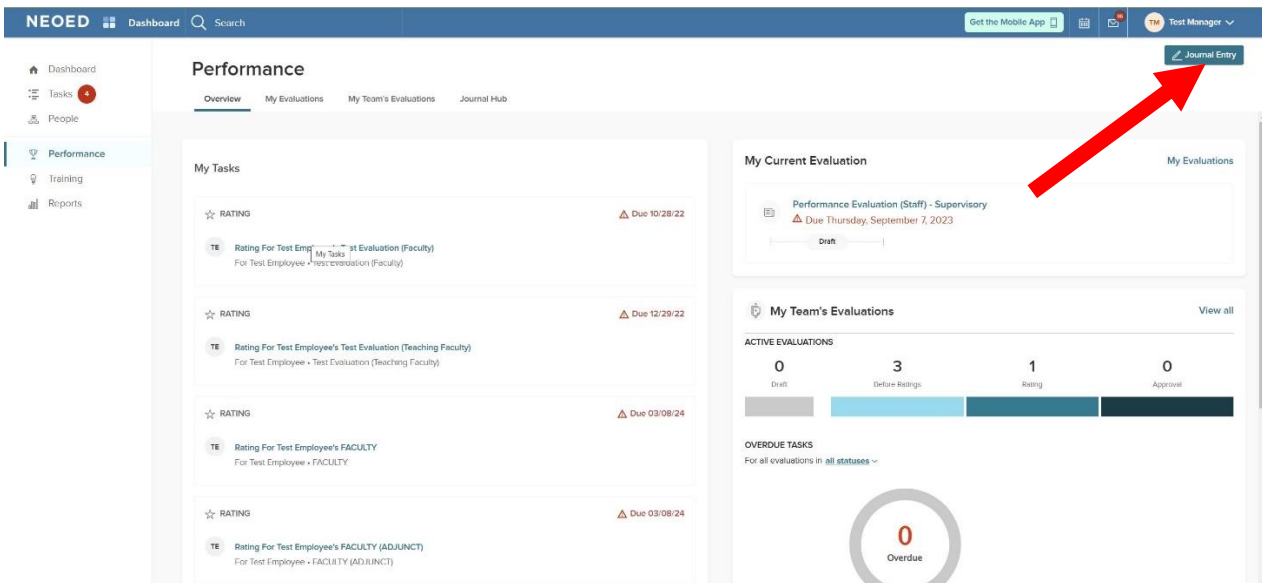 NEOED Dashboard Search Get the Mobile App TM Test Manager
Journal Entry
Dashboard
Tasks 4
People
Performance
Training
Reports
Performance
Overview My Evaluations My Team's Evaluations Journal Hub
My Tasks
RATING Due 10/28/22
TE Rating For Test Emp st Evaluation (Faculty)
My Tasks
For Test Employee • Test Evaluation (Faculty)
RATING Due 12/29/22
TE Rating For Test Employee's Test Evaluation (Teaching Faculty)
For Test Employee • Test Evaluation (Teaching Faculty)
RATING Due 03/08/24
TE Rating For Test Employee's FACULTY
For Test Employee • FACULTY
RATING Due 03/08/24
TE Rating For Test Employee's FACULTY (ADJUNCT)
For Test Employee • FACULTY (ADJUNCT)
My Current Evaluation My Evaluations
Performance Evaluation (Staff) - Supervisory
Due Thursday, September 7, 2023
Draft
My Team's Evaluations View all
ACTIVE EVALUATIONS
0 3 1 0
Draft Before Ratings Rating Approval
OVERDUE TASKS
For all evaluations in all statuses
0
Overdue